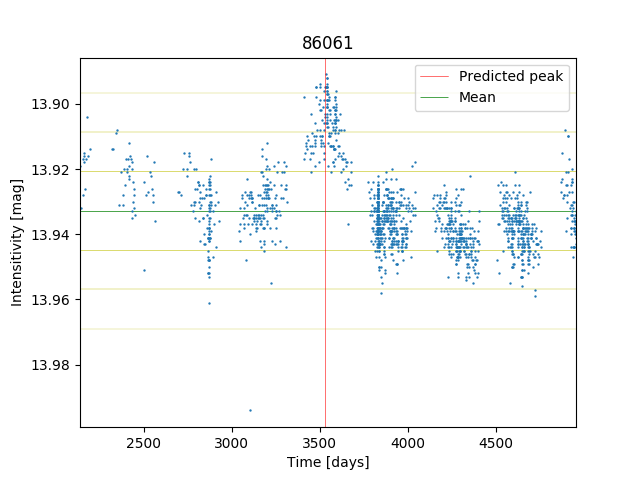 86061
Predicted peak
Mean
13.90
13.92
13.94
13.96
13.98
Intensitivity [mag]
2500
3000
3500
4000
4500
Time [days]